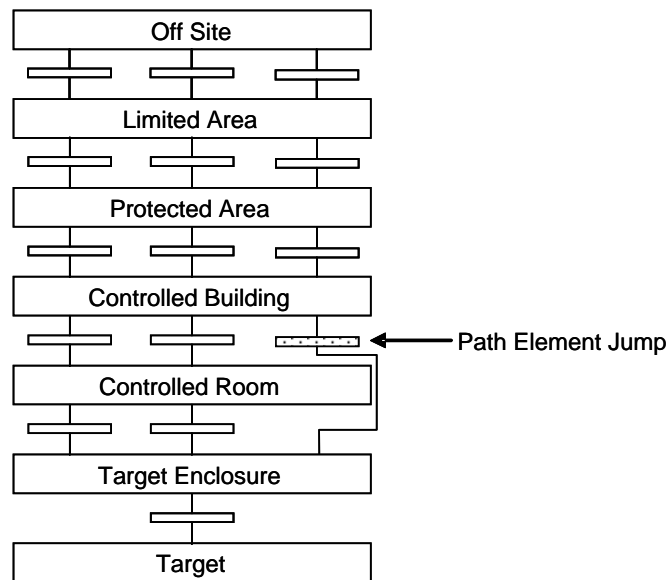 Off Site
Limited Area
Protected Area
Controlled Building
Path Element Jump
Controlled Room
Target Enclosure
Target